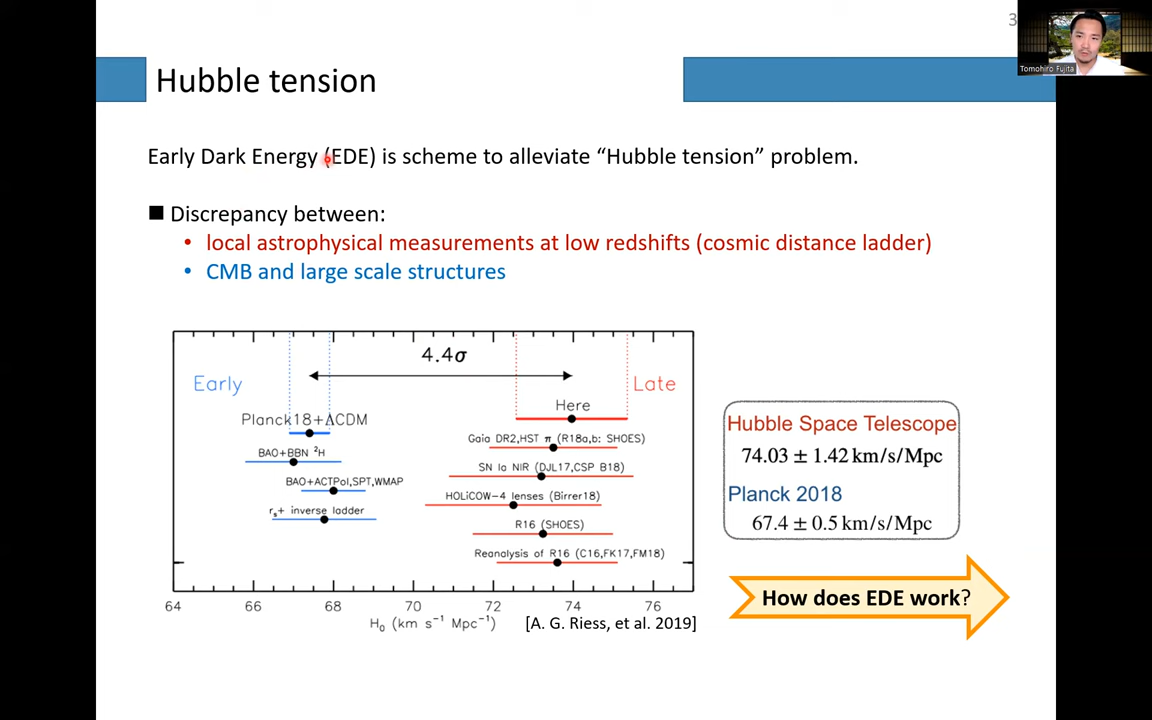 3
Tomohiro Fujita
Hubble tension
Early Dark Energy (EDE) is scheme to alleviate “Hubble tension” problem.
Discrepancy between:
• local astrophysical measurements at low redshifts (cosmic distance ladder)
• CMB and large scale structures
4.4σ
Early
Late
Here
Planck18+ΛCDM
Gaia DR2,HST π (R18a,b: SH0ES)
BAO+BBN ²H
SN Ia NIR (DJL17,CSP B18)
BAO+ACTPol,SPT,WMAP
HOLiCOW-4 lenses (Birrer18)
rₛ+ inverse ladder
R16 (SH0ES)
Reanalysis of R16 (C16,FK17,FM18)
64 66 68 70 72 74 76
H₀ (km s⁻¹ Mpc⁻¹)
[A. G. Riess, et al. 2019]
Hubble Space Telescope
74.03 ± 1.42 km/s/Mpc
Planck 2018
67.4 ± 0.5 km/s/Mpc
How does EDE work?